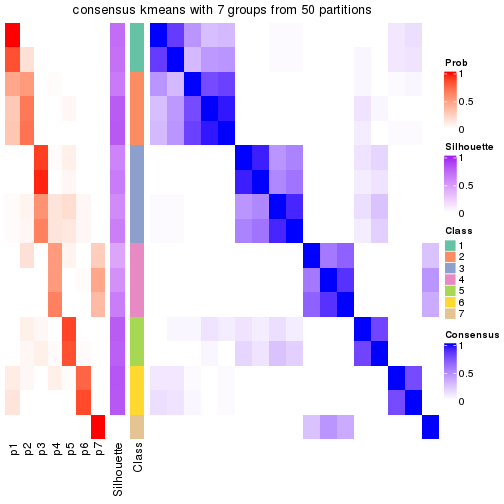 consensus kmeans with 7 groups from 50 partitions
Prob
1
0.5
0
Silhouette
1
0.5
0
Class
1
2
3
4
5
6
7
Consensus
1
0.5
0
p1
p2
p3
p4
p5
p6
p7
Silhouette
Class